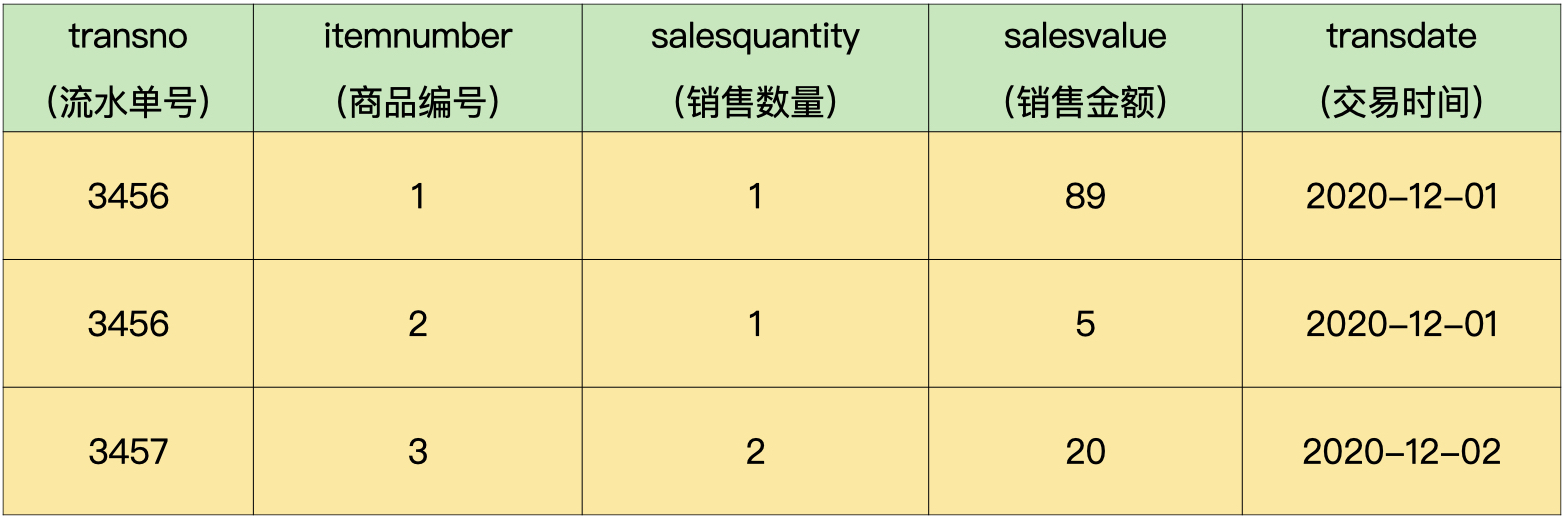 transno itemnumber salesquantity salesvalue transdate
（流水单号） （商品编号） （销售数量） （销售金额） （交易时间）
3456 1 1 89 2020-12-01
3456 2 1 5 2020-12-01
3457 3 2 20 2020-12-02